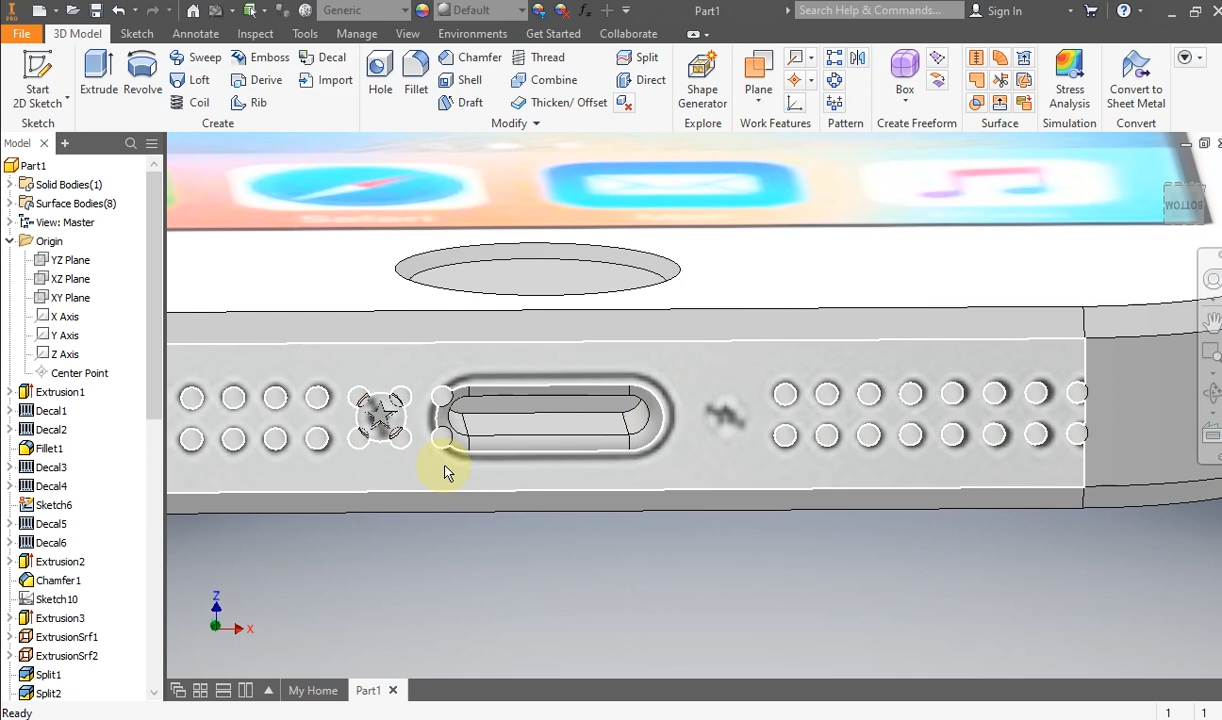 PRO
Generic
Default
Part1
Search Help & Commands...
Sign In
File
3D Model
Sketch
Annotate
Inspect
Tools
Manage
View
Environments
Get Started
Collaborate
Start
2D Sketch
Extrude
Revolve
Sweep
Loft
Coil
Emboss
Derive
Rib
Decal
Import
Hole
Fillet
Chamfer
Shell
Draft
Thread
Combine
Thicken/ Offset
Split
Direct
Shape
Generator
Plane
Box
Stress
Analysis
Convert to
Sheet Metal
Sketch
Create
Modify
Explore
Work Features
Pattern
Create Freeform
Surface
Simulation
Convert
Model
Part1
Solid Bodies(1)
Surface Bodies(8)
View: Master
Origin
YZ Plane
XZ Plane
XY Plane
X Axis
Y Axis
Z Axis
Center Point
Extrusion1
Decal1
Decal2
Fillet1
Decal3
Decal4
Sketch6
Decal5
Decal6
Extrusion2
Chamfer1
Sketch10
Extrusion3
ExtrusionSrf1
ExtrusionSrf2
Split1
Split2
Safari
BOTTOM
Z
X
My Home
Part1
Ready
1
1